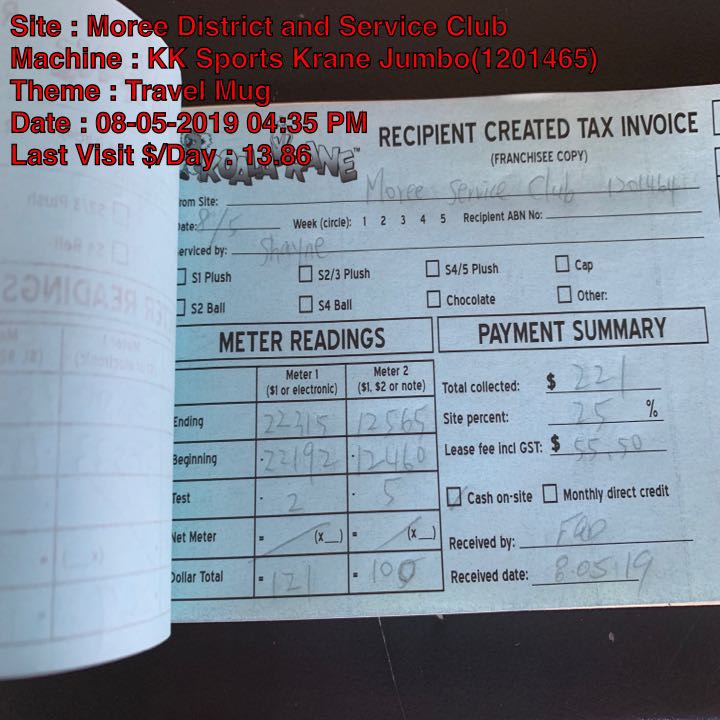 Site : Moree District and Service Club
Machine : KK Sports Krane Jumbo(1201465)
Theme : Travel Mug
Date : 08-05-2019 04:35 PM
Last Visit $/Day : 13.86
KOALA KRANE™
RECIPIENT CREATED TAX INVOICE
(FRANCHISEE COPY)
rom Site: Moree Service Club 1201464
ate: 8/5 Week (circle): 1 2 3 4 5 Recipient ABN No:
erviced by: Shayne
S1 Plush S2/3 Plush S4/5 Plush Cap
S2 Ball S4 Ball Chocolate Other:
METER READINGS
Meter 1 Meter 2
($1 or electronic) ($1, $2 or note)
Ending 22315 12565
Beginning - 22192 - 12460
Test - 2 - 5
Net Meter = (x__) = (x__)
Dollar Total = 121 = 100
PAYMENT SUMMARY
Total collected: $ 221
Site percent: 25 %
Lease fee incl GST: $ 55.50
Cash on-site Monthly direct credit
Received by:
Received date: 8.05.19